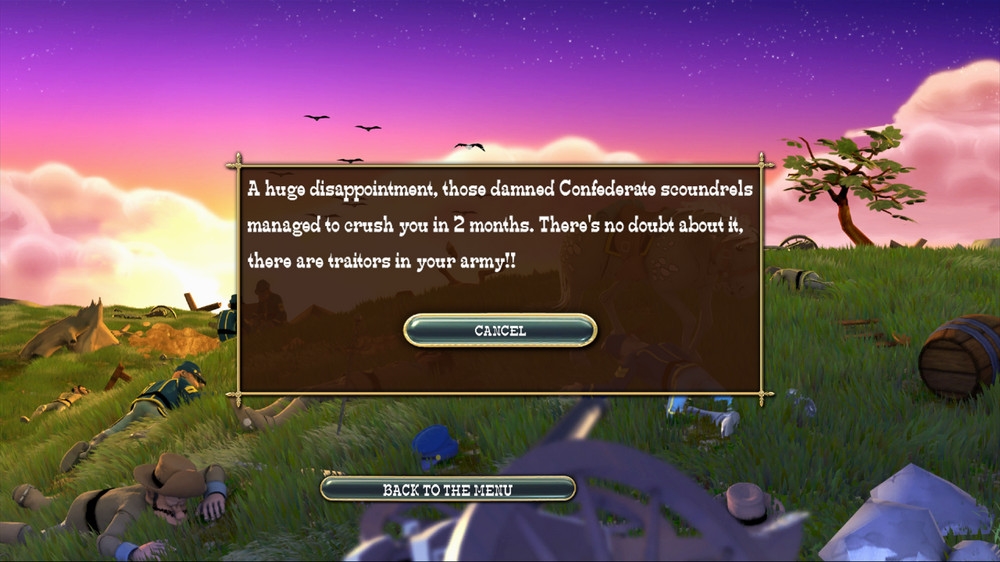 A huge disappointment, those damned Confederate scoundrels
managed to crush you in 2 months. There's no doubt about it,
there are traitors in your army!!
CANCEL
BACK TO THE MENU